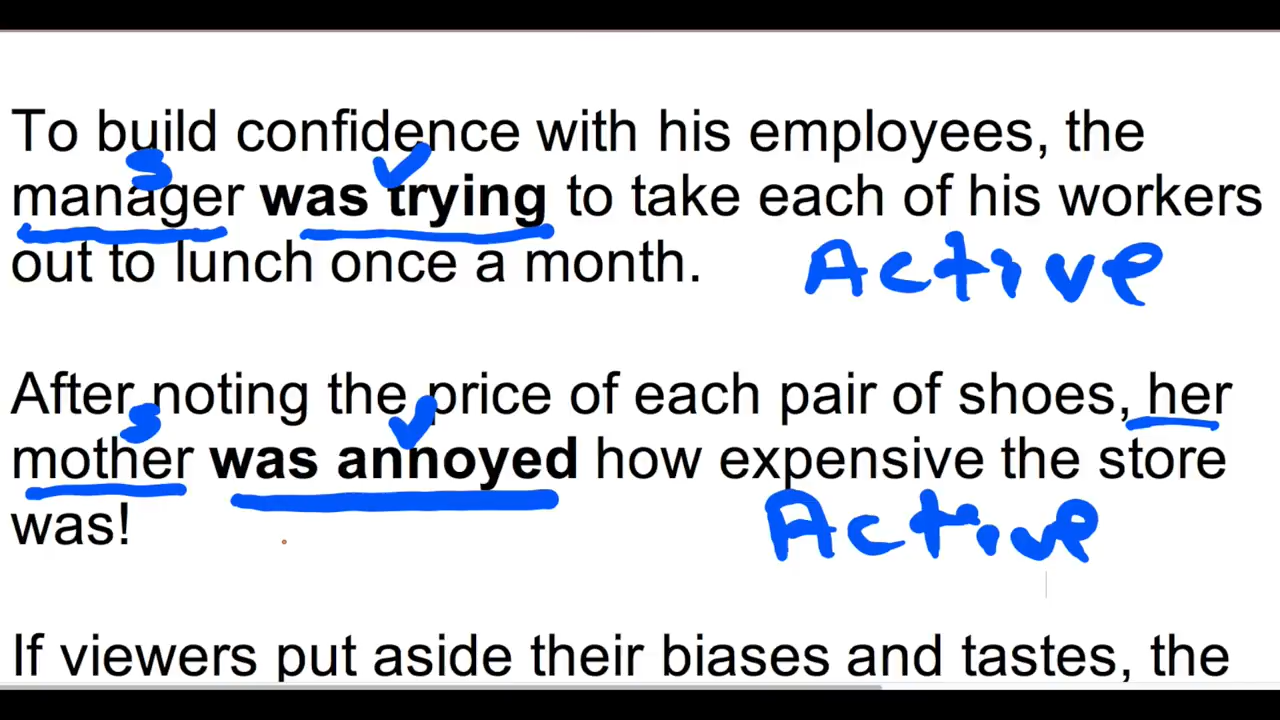 To build confidence with his employees, the
S ✓
manager was trying to take each of his workers
out to lunch once a month.
Active
After noting the price of each pair of shoes, her
S ✓
mother was annoyed how expensive the store
was!
Active
If viewers put aside their biases and tastes, the